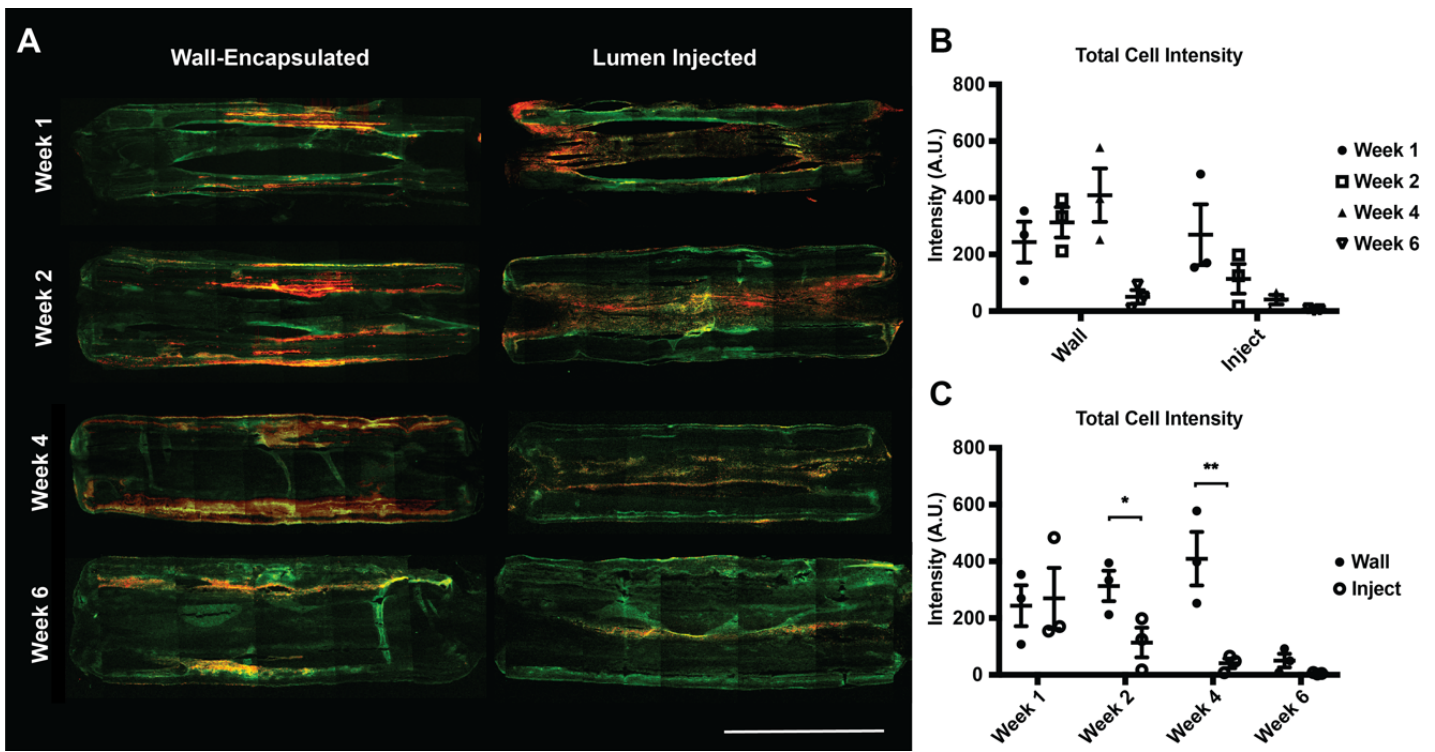 A
Wall-Encapsulated
Lumen Injected
Week 1
Week 2
Week 4
Week 6
B
Total Cell Intensity
Intensity (A.U.)
800
600
400
200
0
Wall
Inject
Week 1
Week 2
Week 4
Week 6
C
Total Cell Intensity
Intensity (A.U.)
800
600
400
200
0
*
**
Week 1
Week 2
Week 4
Week 6
Wall
Inject